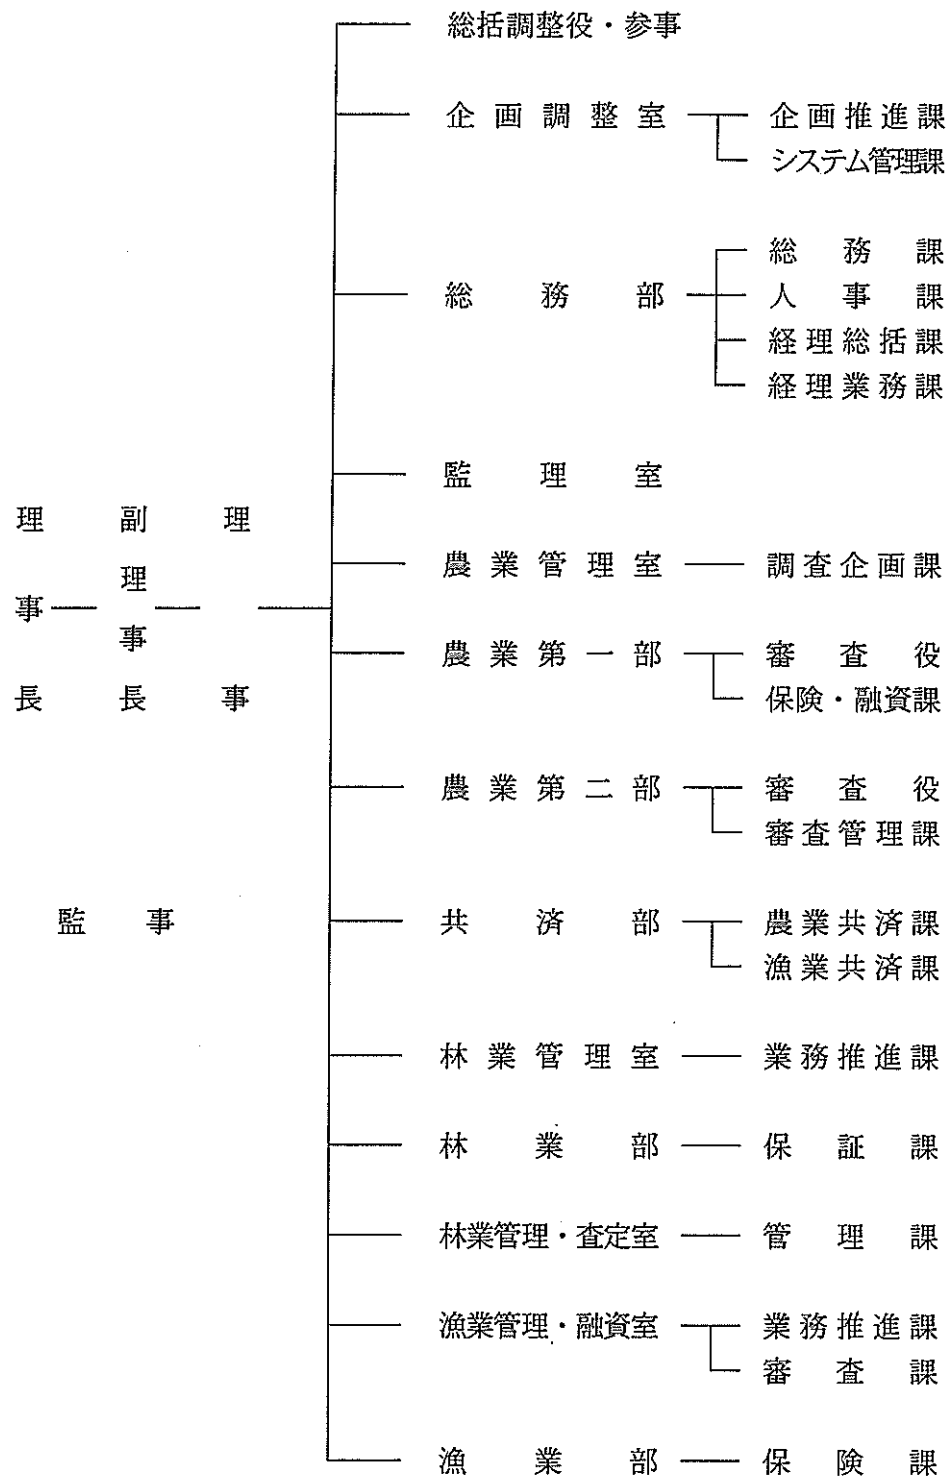 総括調整役・参事
企画調整室
企画推進課
システム管理課
総務部
総務課
人事課
経理総括課
経理業務課
監理室
理事長
副理事長
理事
農業管理室
調査企画課
農業第一部
審査役
保険・融資課
農業第二部
審査役
審査管理課
監事
共済部
農業共済課
漁業共済課
林業管理室
業務推進課
林業部
保証課
林業管理・査定室
管理課
漁業管理・融資室
業務推進課
審査課
漁業部
保険課